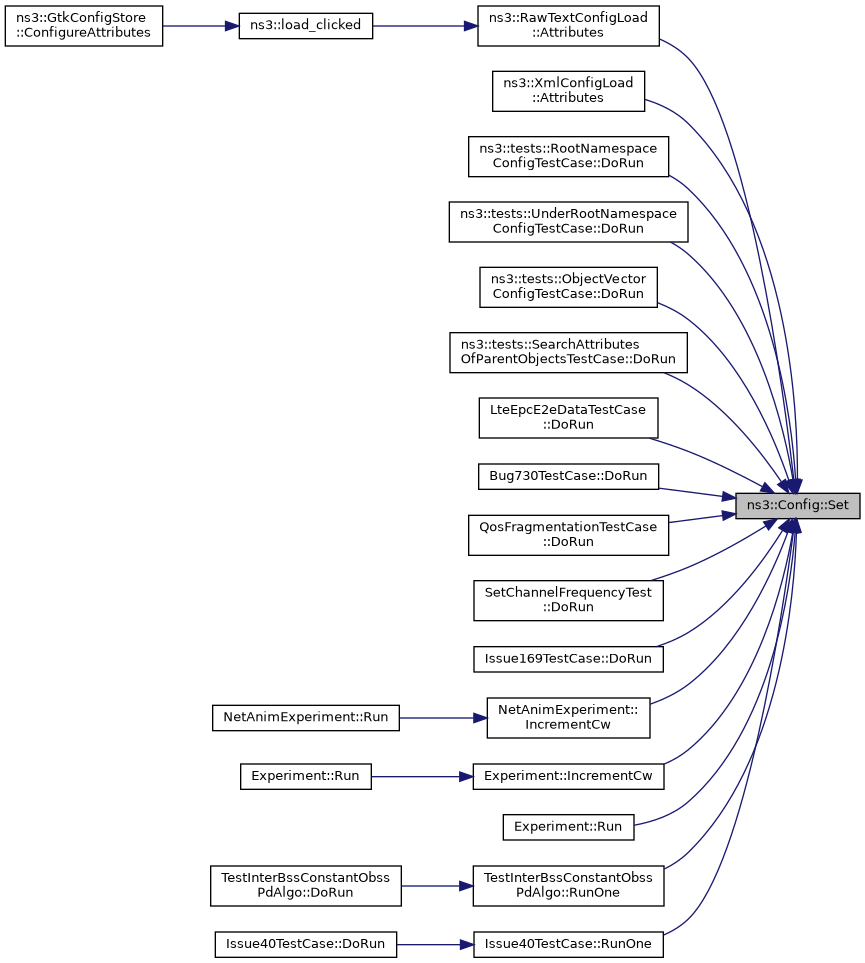 ns3::GtkConfigStore
::ConfigureAttributes
ns3::load_clicked
ns3::RawTextConfigLoad
::Attributes
ns3::XmlConfigLoad
::Attributes
ns3::tests::RootNamespace
ConfigTestCase::DoRun
ns3::tests::UnderRootNamespace
ConfigTestCase::DoRun
ns3::tests::ObjectVector
ConfigTestCase::DoRun
ns3::tests::SearchAttributes
OfParentObjectsTestCase::DoRun
LteEpcE2eDataTestCase
::DoRun
Bug730TestCase::DoRun
ns3::Config::Set
QosFragmentationTestCase
::DoRun
SetChannelFrequencyTest
::DoRun
Issue169TestCase::DoRun
NetAnimExperiment::Run
NetAnimExperiment::
IncrementCw
Experiment::Run
Experiment::IncrementCw
Experiment::Run
TestInterBssConstantObss
PdAlgo::DoRun
TestInterBssConstantObss
PdAlgo::RunOne
Issue40TestCase::DoRun
Issue40TestCase::RunOne